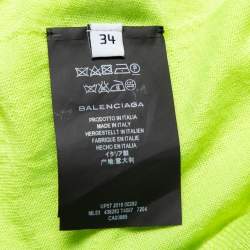 34
BALENCIAGA
PRODOTTO IN ITALIA
MADE IN ITALY
HERGESTELLT IN ITALIEN
FABRIQUE EN ITALIE
HECHO EN ITALIA
イタリア製
产地:意大利